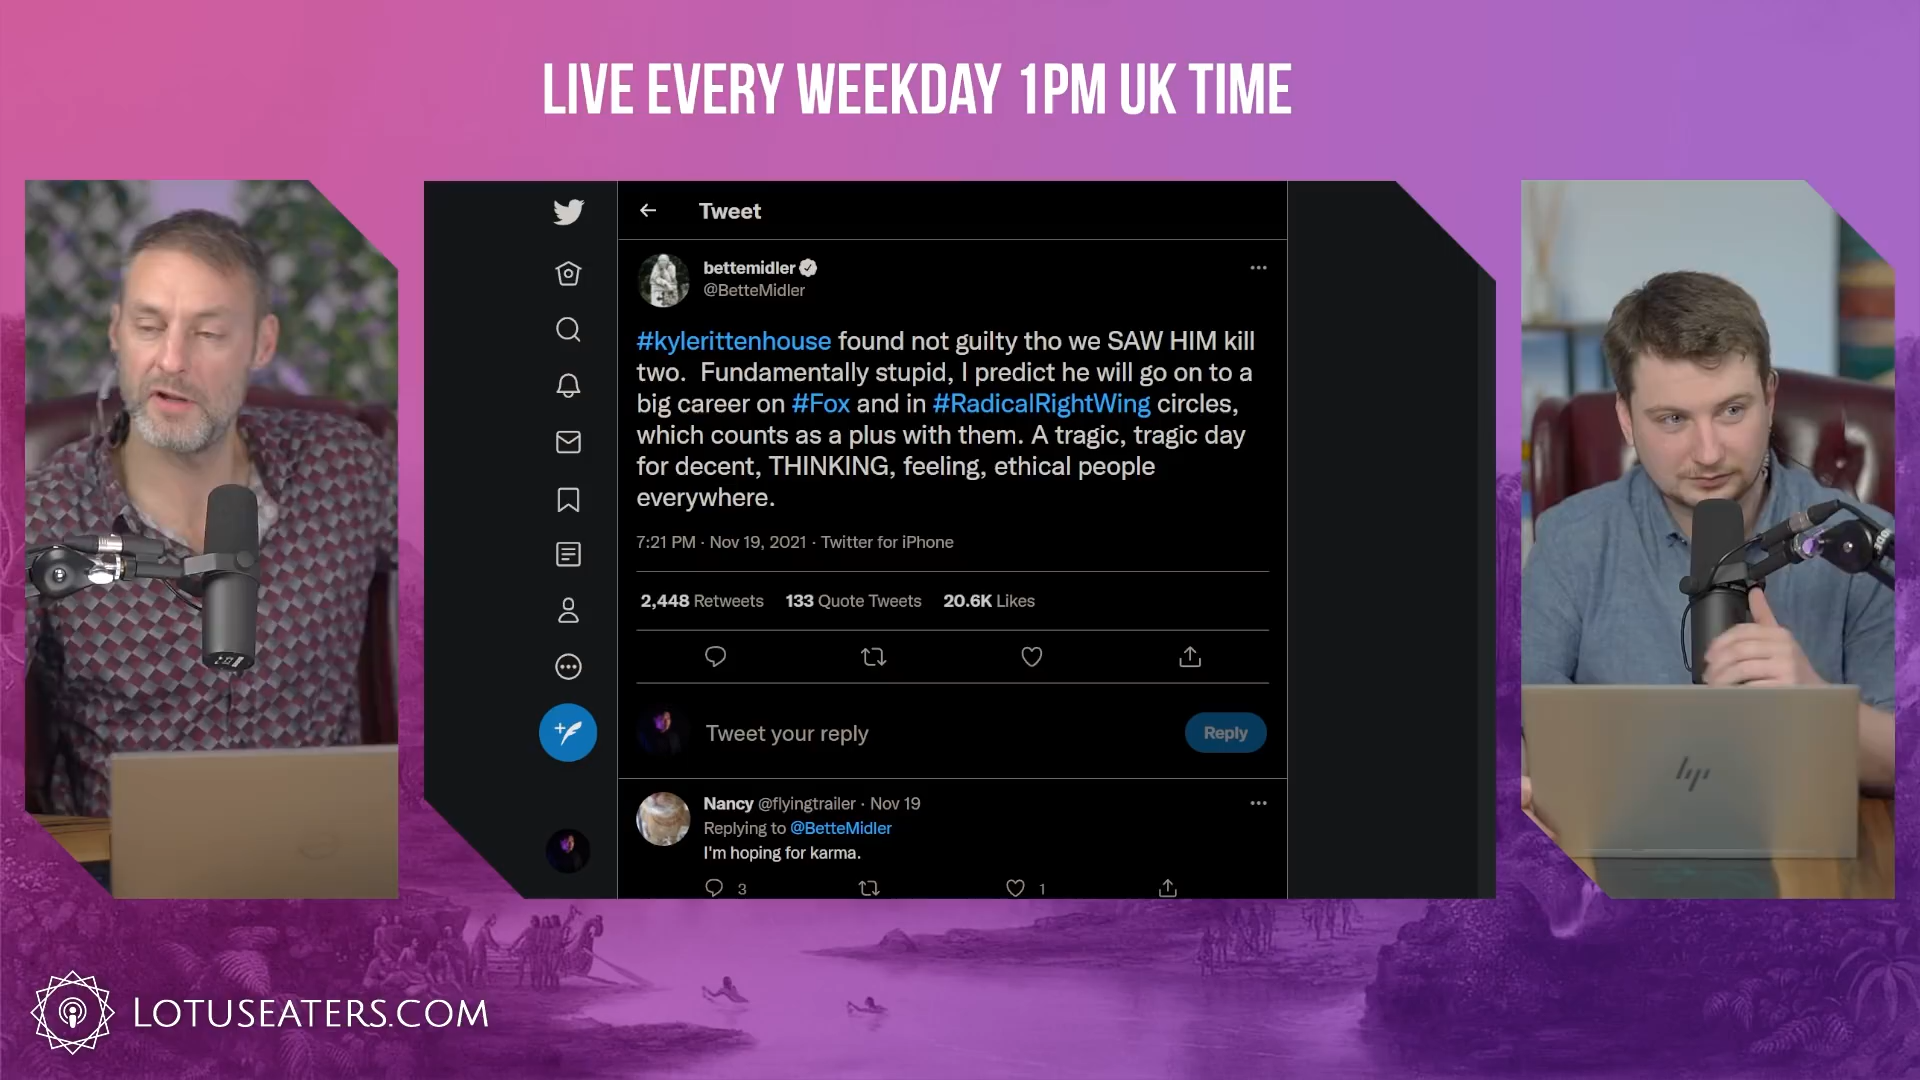 LIVE EVERY WEEKDAY 1PM UK TIME
Tweet
bettemidler
@BetteMidler
#kylerittenhouse found not guilty tho we SAW HIM kill
two.  Fundamentally stupid, I predict he will go on to a
big career on #Fox and in #RadicalRightWing circles,
which counts as a plus with them. A tragic, tragic day
for decent, THINKING, feeling, ethical people
everywhere.
7:21 PM · Nov 19, 2021 · Twitter for iPhone
2,448 Retweets 133 Quote Tweets 20.6K Likes
Tweet your reply
Reply
Nancy @flyingtrailer · Nov 19
Replying to @BetteMidler
I'm hoping for karma.
3 1
hp
LOTUSEATERS.COM